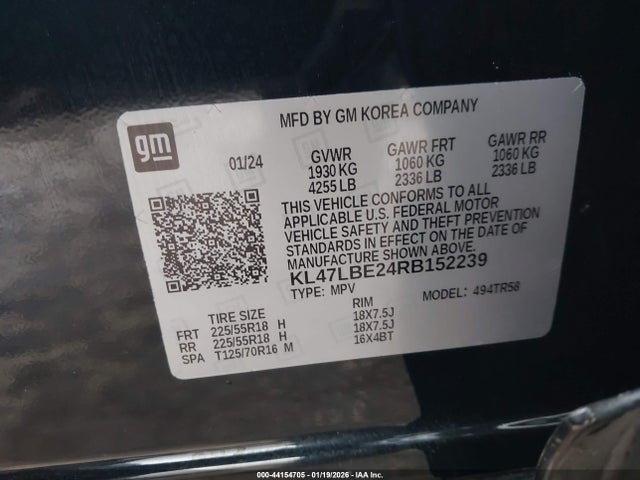 MFD BY GM KOREA COMPANY
gm
01/24
GVWR GAWR FRT GAWR RR
1930 KG 1060 KG 1060 KG
4255 LB 2336 LB 2336 LB
THIS VEHICLE CONFORMS TO ALL
APPLICABLE U.S. FEDERAL MOTOR
VEHICLE SAFETY AND THEFT PREVENTION
STANDARDS IN EFFECT ON THE DATE OF
MANUFACTURE SHOWN ABOVE.
KL47LBE24RB152239
TYPE: MPV MODEL: 494TR58
TIRE SIZE RIM
FRT 225/55R18 H 18X7.5J
RR 225/55R18 H 18X7.5J
SPA T125/70R16 M 16X4BT
000-44154705 - 01/19/2026 - IAA Inc.